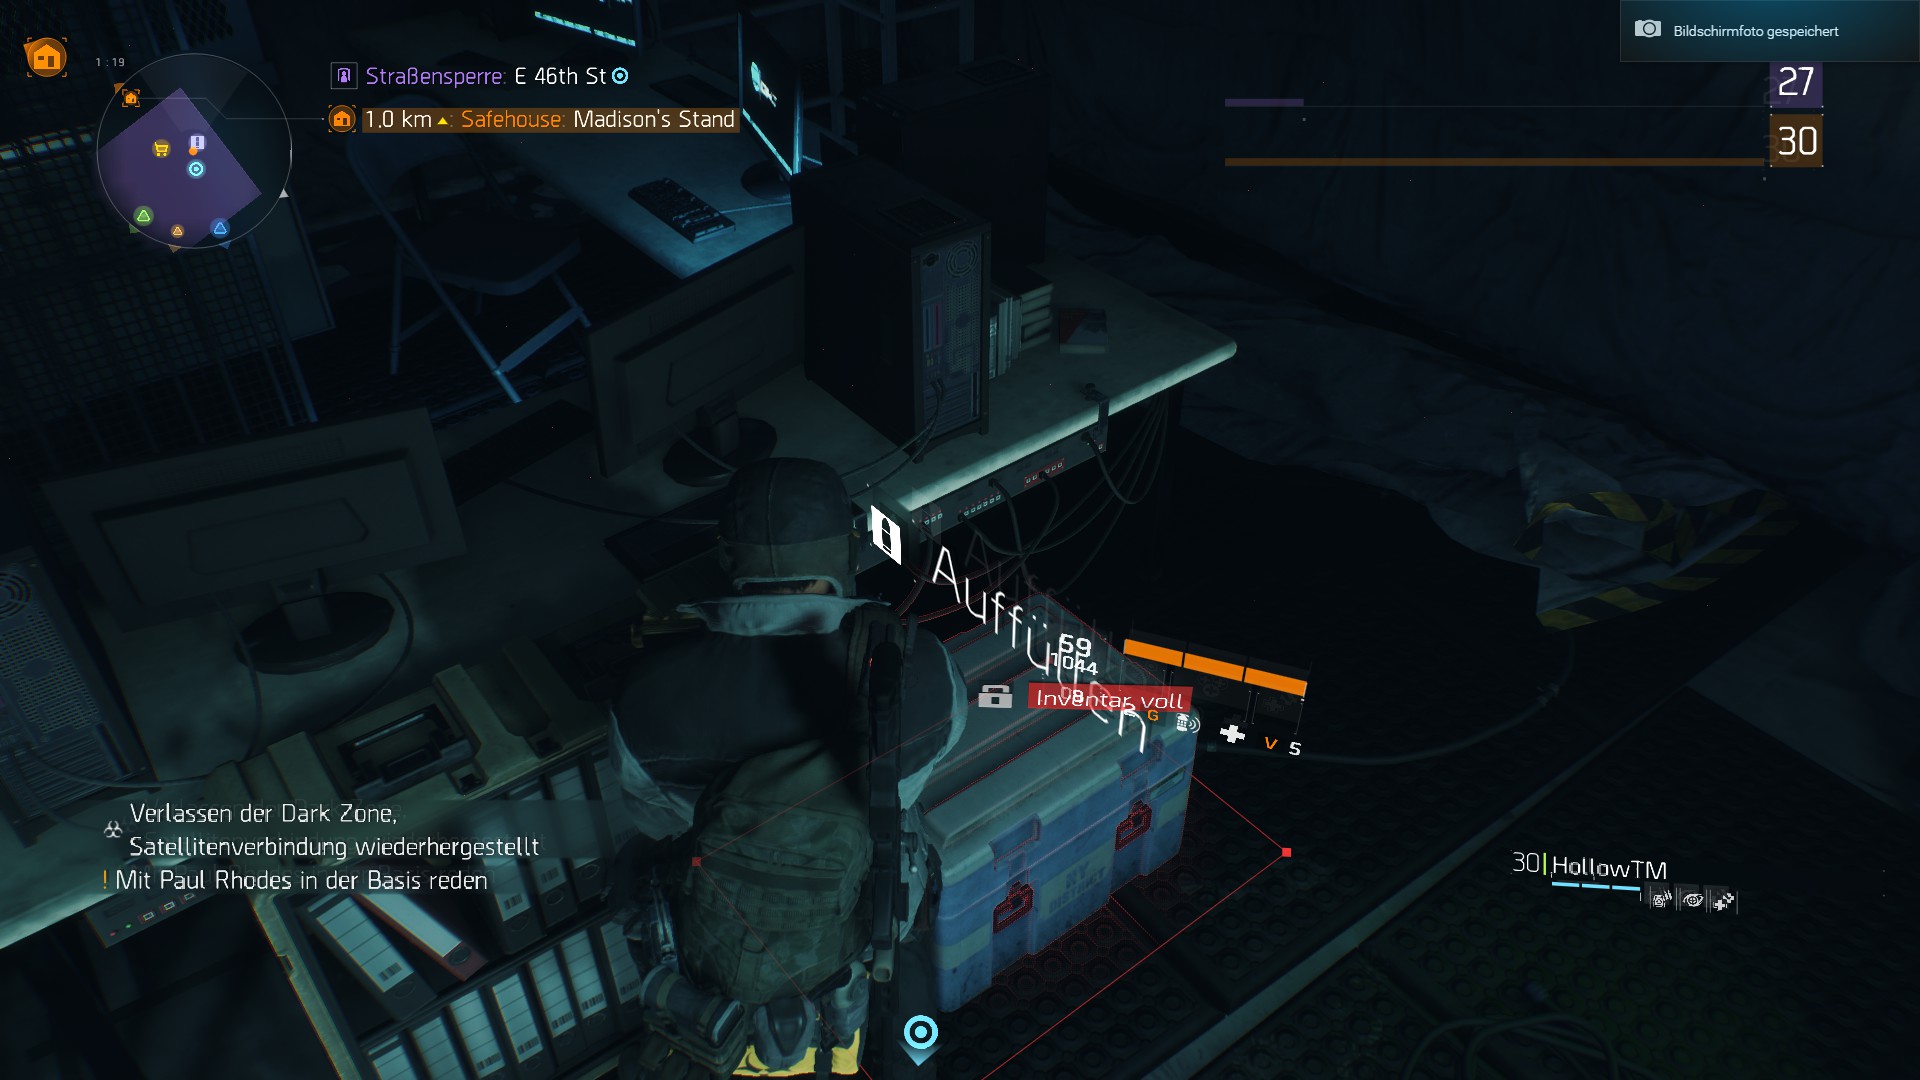 Bildschirmfoto gespeichert
1:19
Straßensperre: E 46th St
1.0 km : Safehouse: Madison's Stand
27
30
Auffüllen
59
1044
Inventar voll
G
V 5
Verlassen der Dark Zone,
Satellitenverbindung wiederhergestellt
! Mit Paul Rhodes in der Basis reden
30 HollowTM